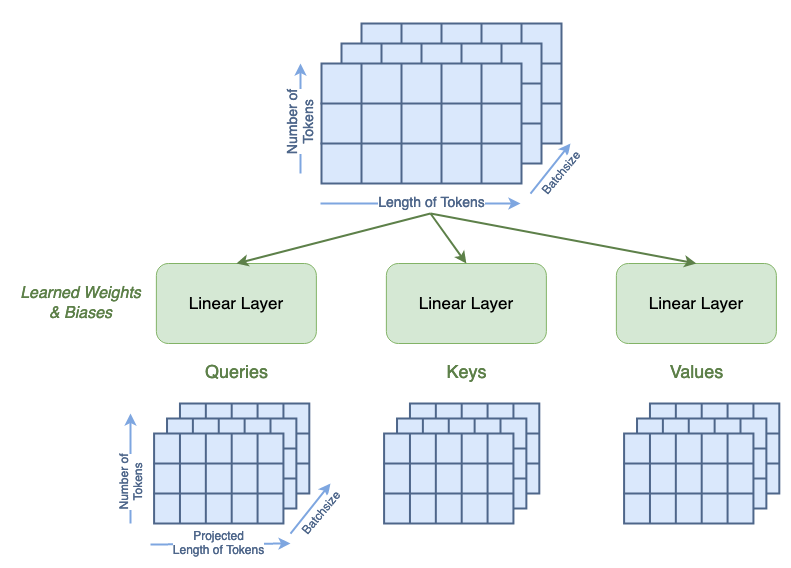 Number of
Tokens
Length of Tokens
Batchsize
Learned Weights
& Biases
Linear Layer
Linear Layer
Linear Layer
Queries
Keys
Values
Number of
Tokens
Projected
Length of Tokens
Batchsize